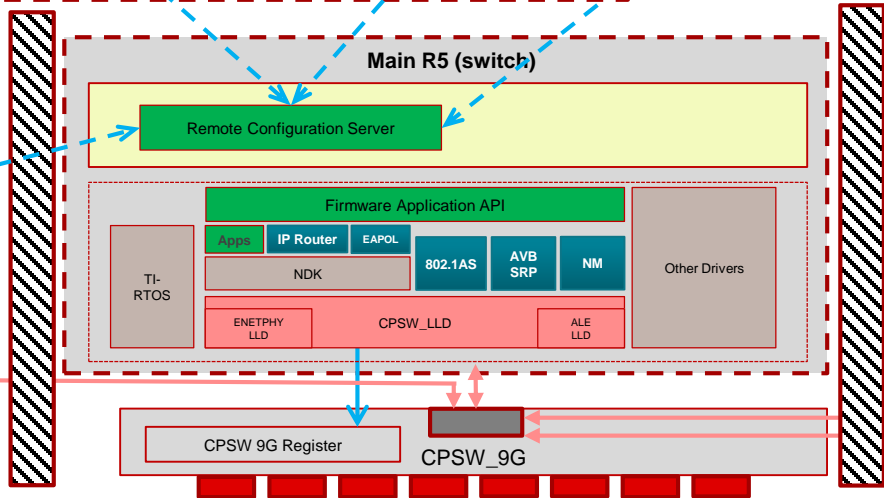 Main R5 (switch)
Remote Configuration Server
Firmware Application API
Apps
IP Router
EAPOL
802.1AS
AVB
SRP
NM
NDK
TI-
RTOS
Other Drivers
ENETPHY
LLD
CPSW_LLD
ALE
LLD
CPSW 9G Register
CPSW_9G